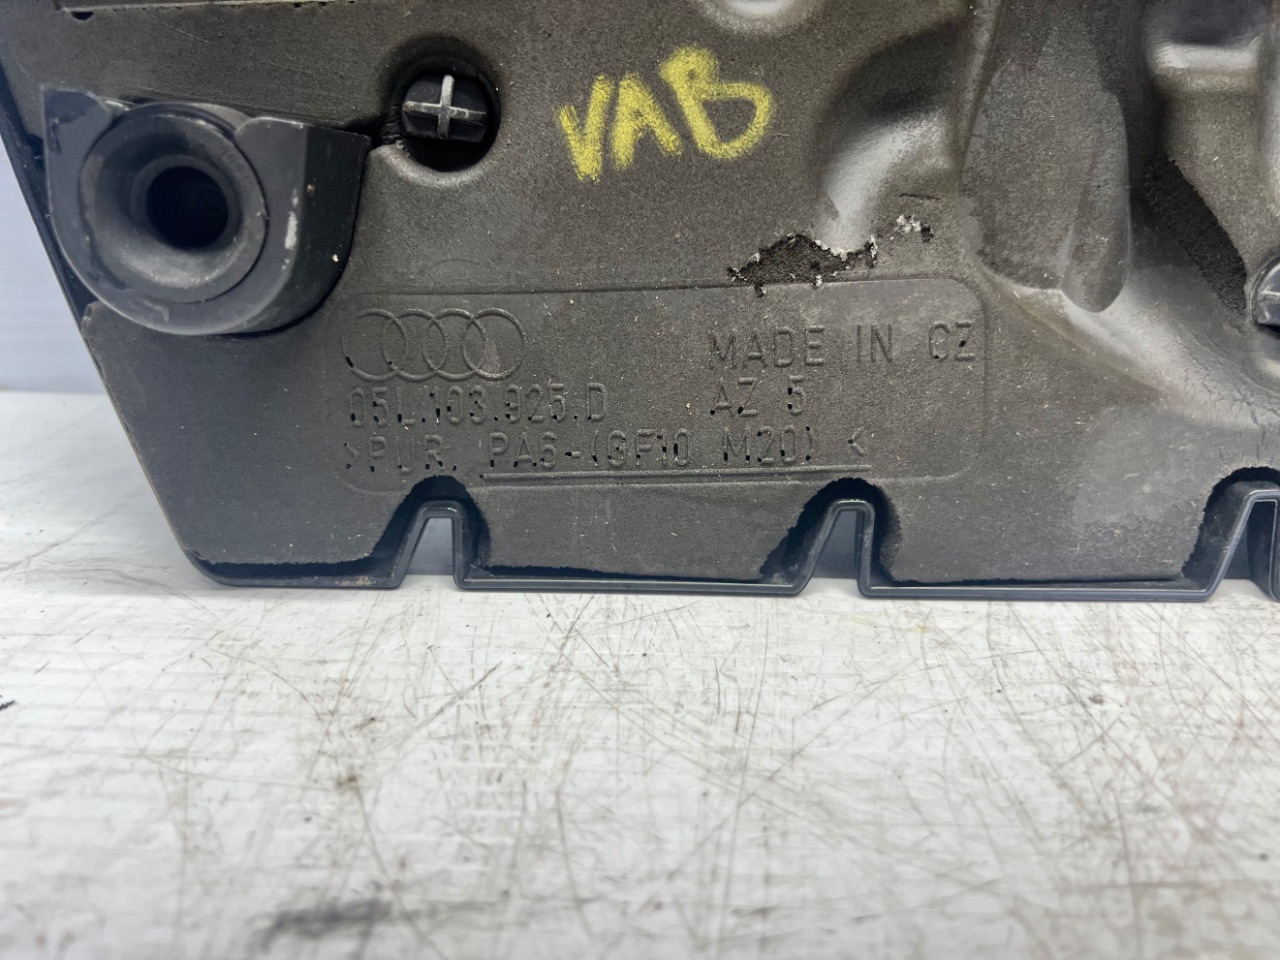 VAB
MADE IN CZ
05L.103.925.D AZ 5
>PUR, PA6-(GF10 M20) <